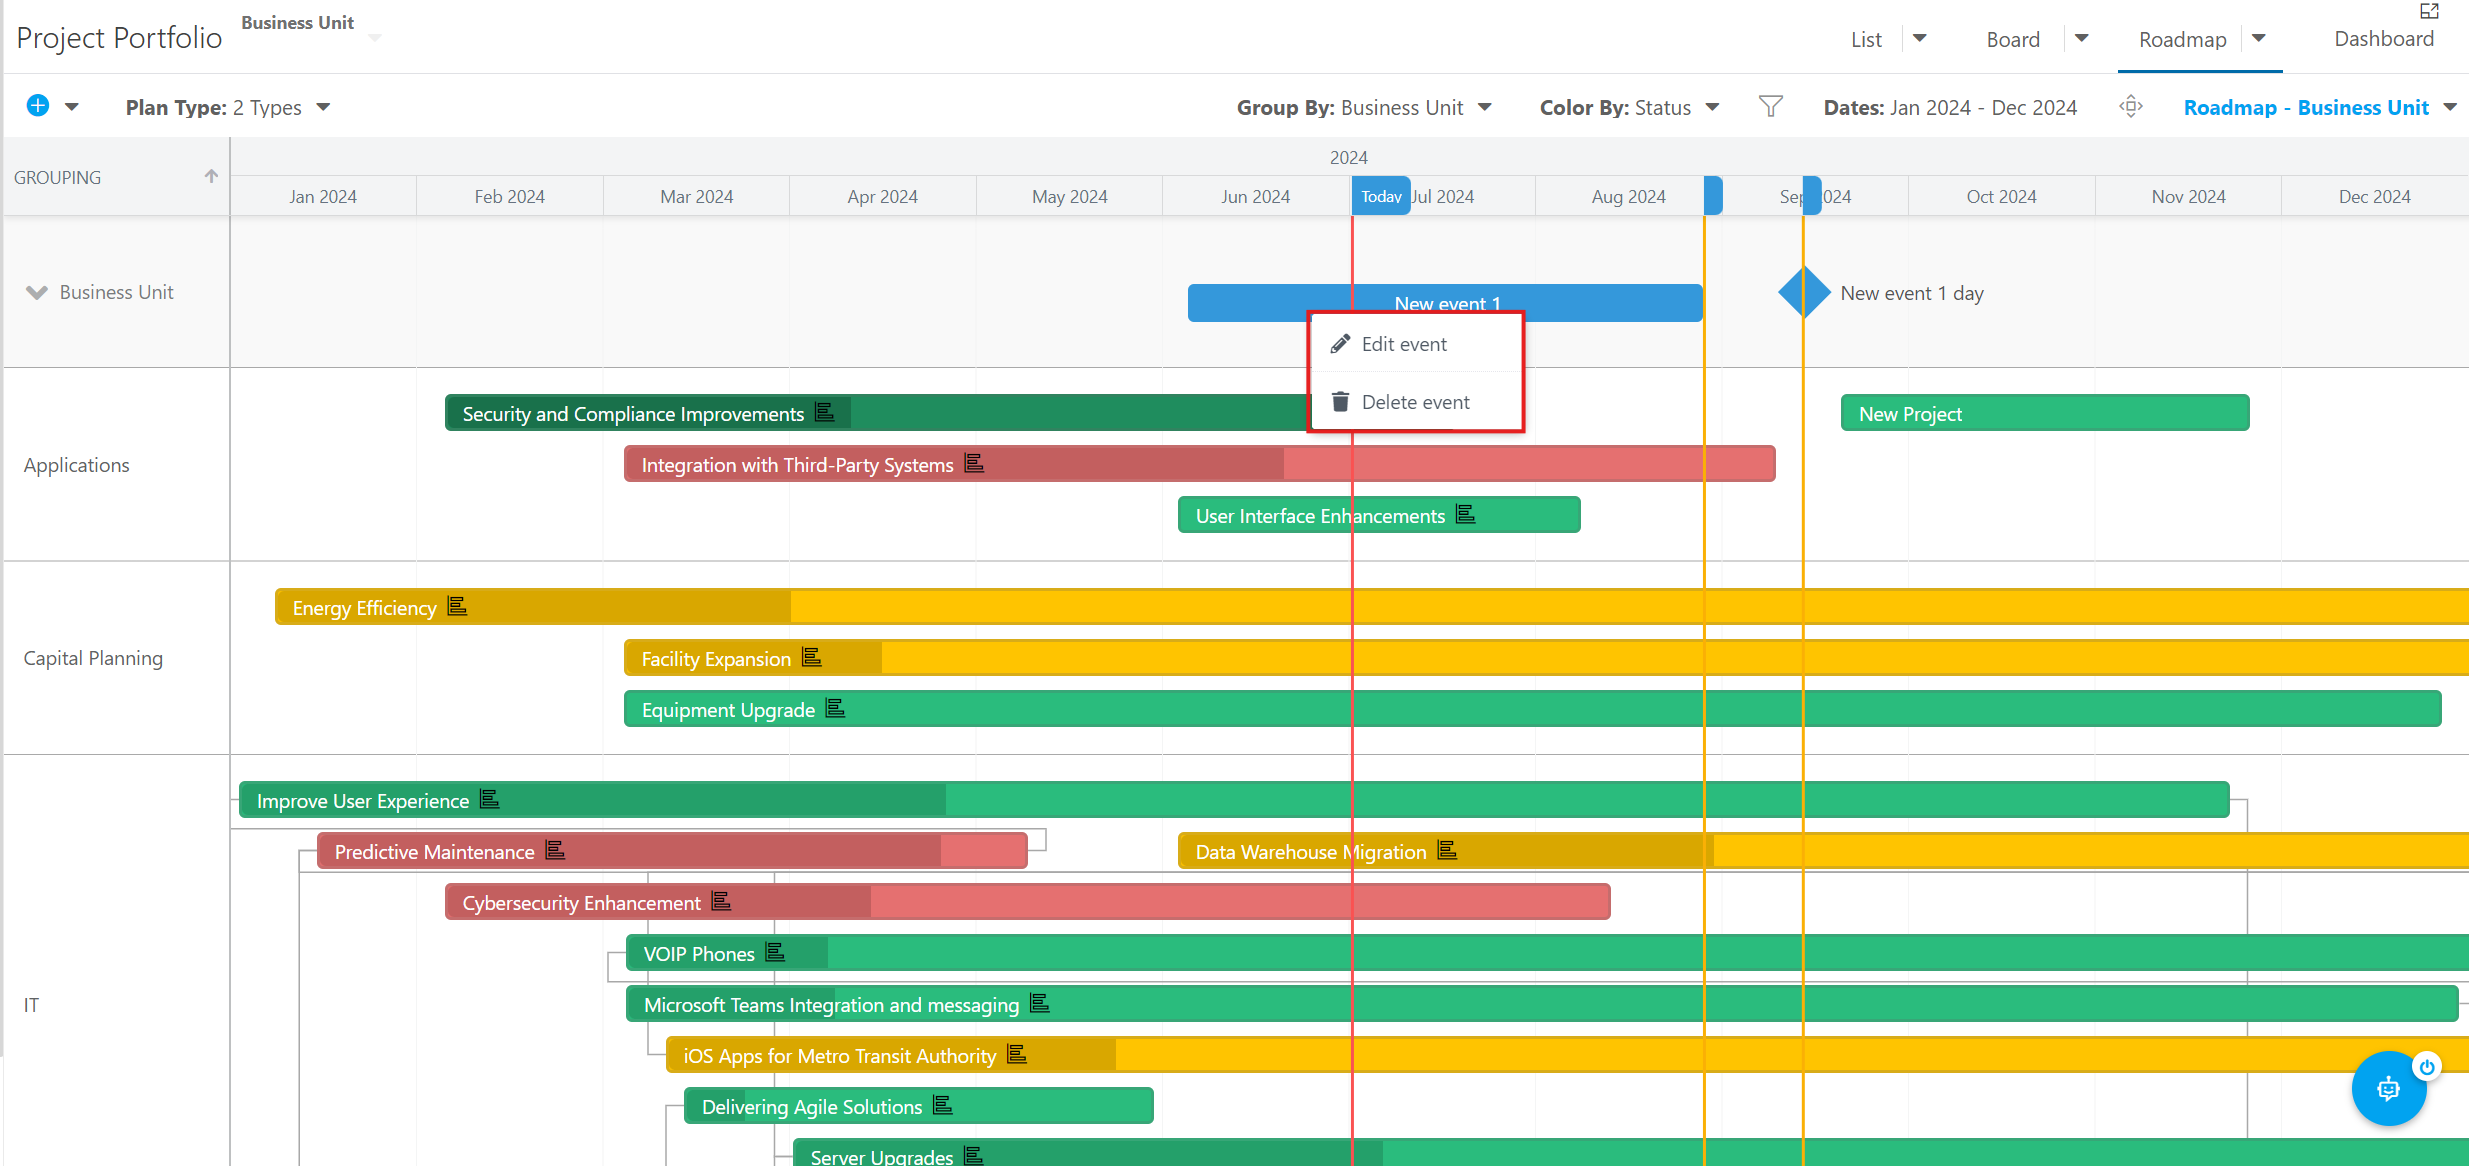 Project Portfolio
Business Unit
List
Board
Roadmap
Dashboard
Plan Type: 2 Types
Group By: Business Unit
Color By: Status
Dates: Jan 2024 - Dec 2024
Roadmap - Business Unit
GROUPING
2024
Jan 2024
Feb 2024
Mar 2024
Apr 2024
May 2024
Jun 2024
Today
Jul 2024
Aug 2024
Sep 2024
Oct 2024
Nov 2024
Dec 2024
Business Unit
New event 1
New event 1 day
Edit event
Delete event
Applications
Security and Compliance Improvements
New Project
Integration with Third-Party Systems
User Interface Enhancements
Capital Planning
Energy Efficiency
Facility Expansion
Equipment Upgrade
IT
Improve User Experience
Predictive Maintenance
Data Warehouse Migration
Cybersecurity Enhancement
VOIP Phones
Microsoft Teams Integration and messaging
iOS Apps for Metro Transit Authority
Delivering Agile Solutions
Server Upgrades